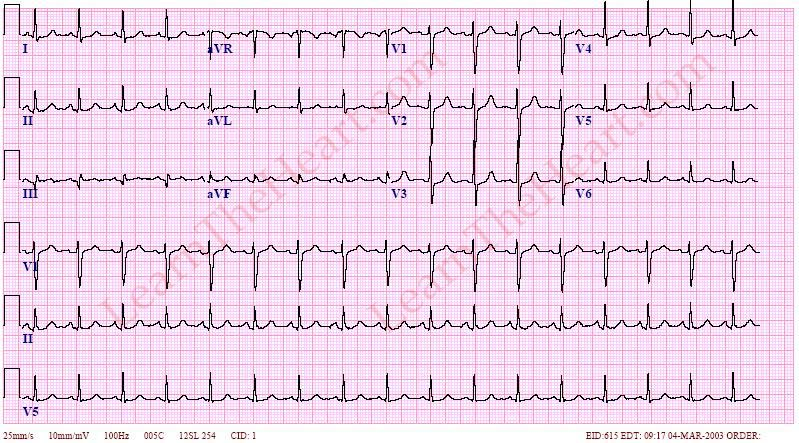 I aVR V1 V4
II aVL V2 V5
III aVF V3 V6
V1
II
V5
LearnTheHeart.com
LearnTheHeart.com
25mm/s 10mm/mV 100Hz 005C 12SL 254 CID: 1 EID:615 EDT: 09:17 04-MAR-2003 ORDER: